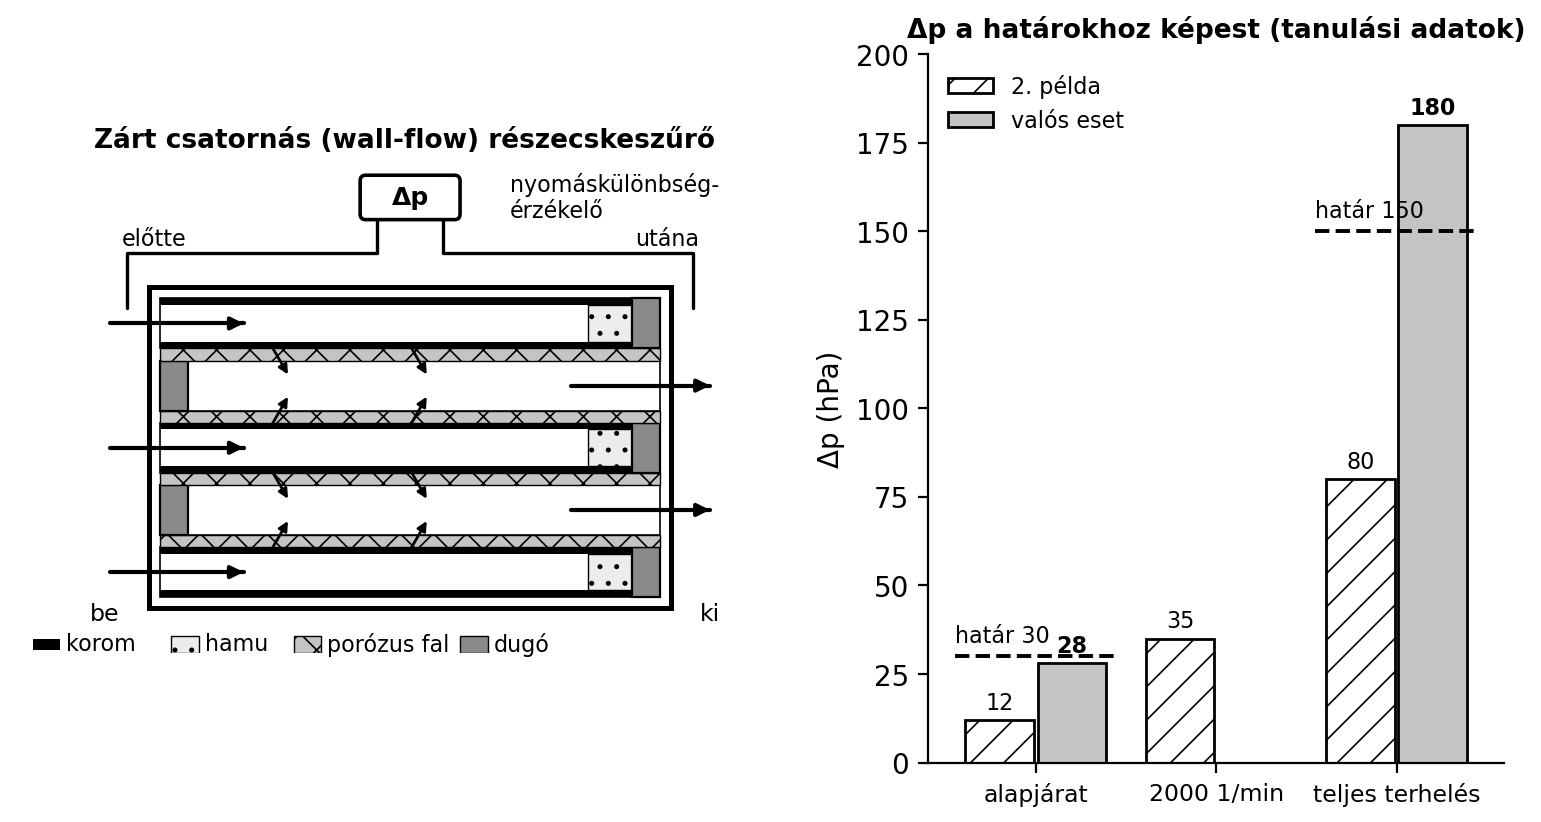 Zárt csatornás (wall-flow) részecskeszűrő
Δp
nyomáskülönbség-
érzékelő
előtte
utána
be
ki
korom
hamu
porózus fal
dugó
Δp a határokhoz képest (tanulási adatok)
2. példa
valós eset
Δp (hPa)
200
175
150
125
100
75
50
25
0
határ 30
12
28
35
határ 150
80
180
alapjárat
2000 1/min
teljes terhelés